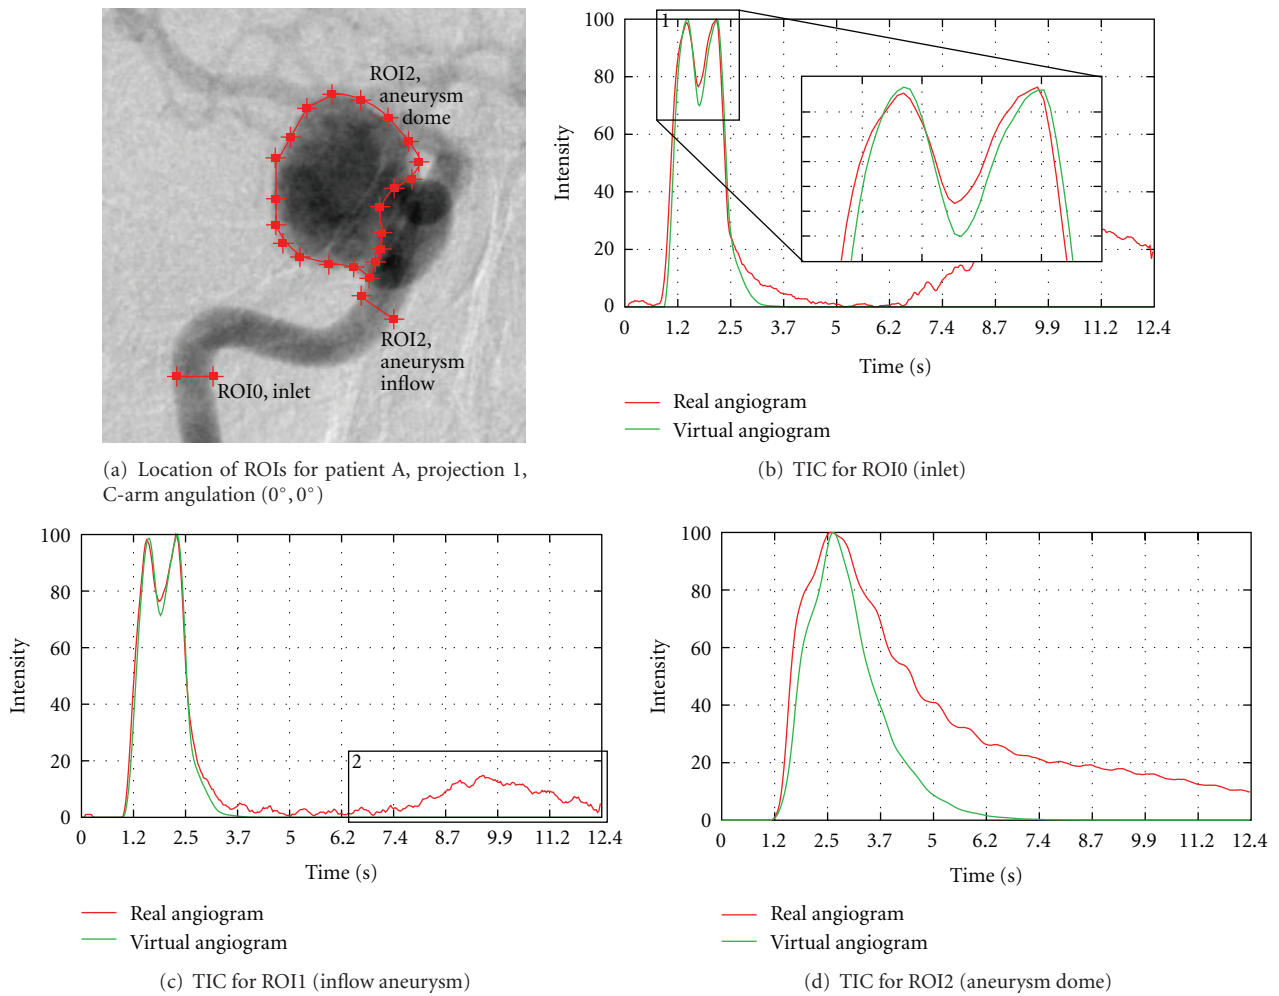 ROI2,
aneurysm
dome
ROI2,
aneurysm
inflow
ROI0, inlet
(a) Location of ROIs for patient A, projection 1,
C-arm angulation (0°, 0°)
100
80
60
40
20
0
Intensity
1
0 1.2 2.5 3.7 5 6.2 7.4 8.7 9.9 11.2 12.4
Time (s)
Real angiogram
Virtual angiogram
(b) TIC for ROI0 (inlet)
100
80
60
40
20
0
Intensity
2
0 1.2 2.5 3.7 5 6.2 7.4 8.7 9.9 11.2 12.4
Time (s)
Real angiogram
Virtual angiogram
(c) TIC for ROI1 (inflow aneurysm)
100
80
60
40
20
0
Intensity
0 1.2 2.5 3.7 5 6.2 7.4 8.7 9.9 11.2 12.4
Time (s)
Real angiogram
Virtual angiogram
(d) TIC for ROI2 (aneurysm dome)